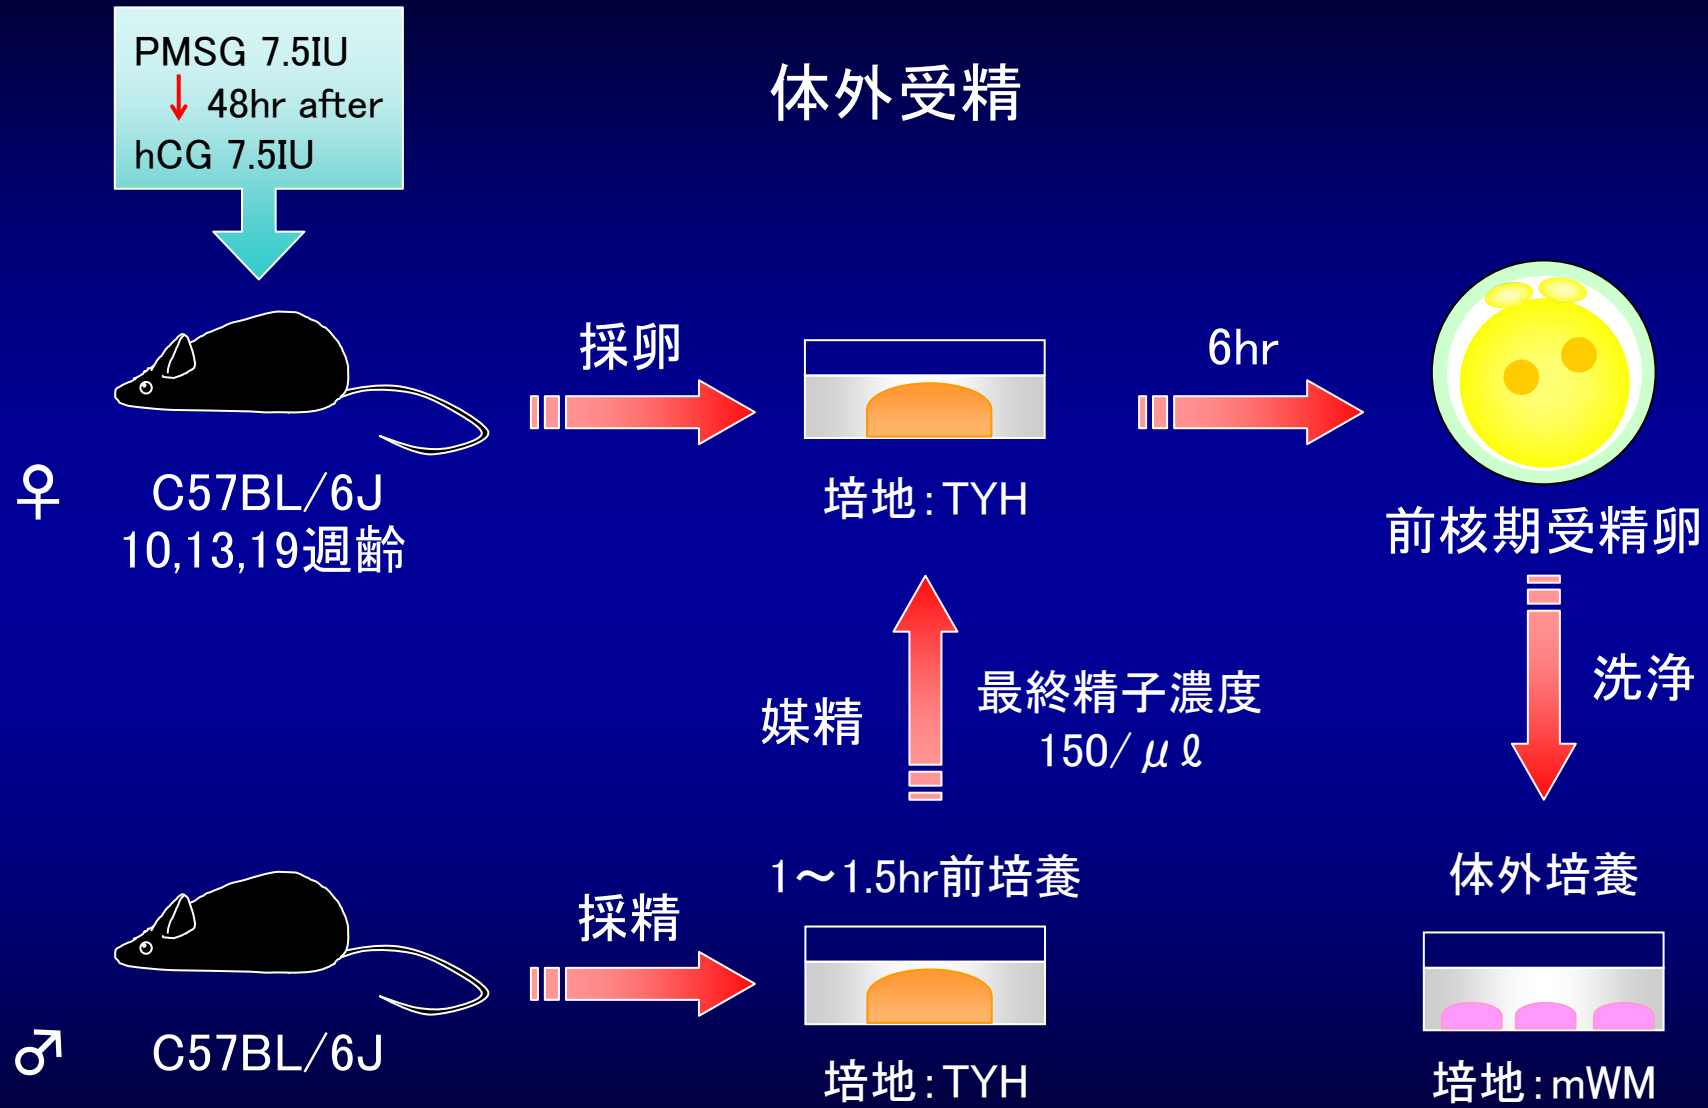 PMSG 7.5IU
↓ 48hr after
hCG 7.5IU
体外受精
採卵
6hr
♀
C57BL/6J
10,13,19週齢
培地:TYH
前核期受精卵
媒精
最終精子濃度
150/μℓ
洗浄
1～1.5hr前培養
体外培養
採精
♂
C57BL/6J
培地:TYH
培地:mWM